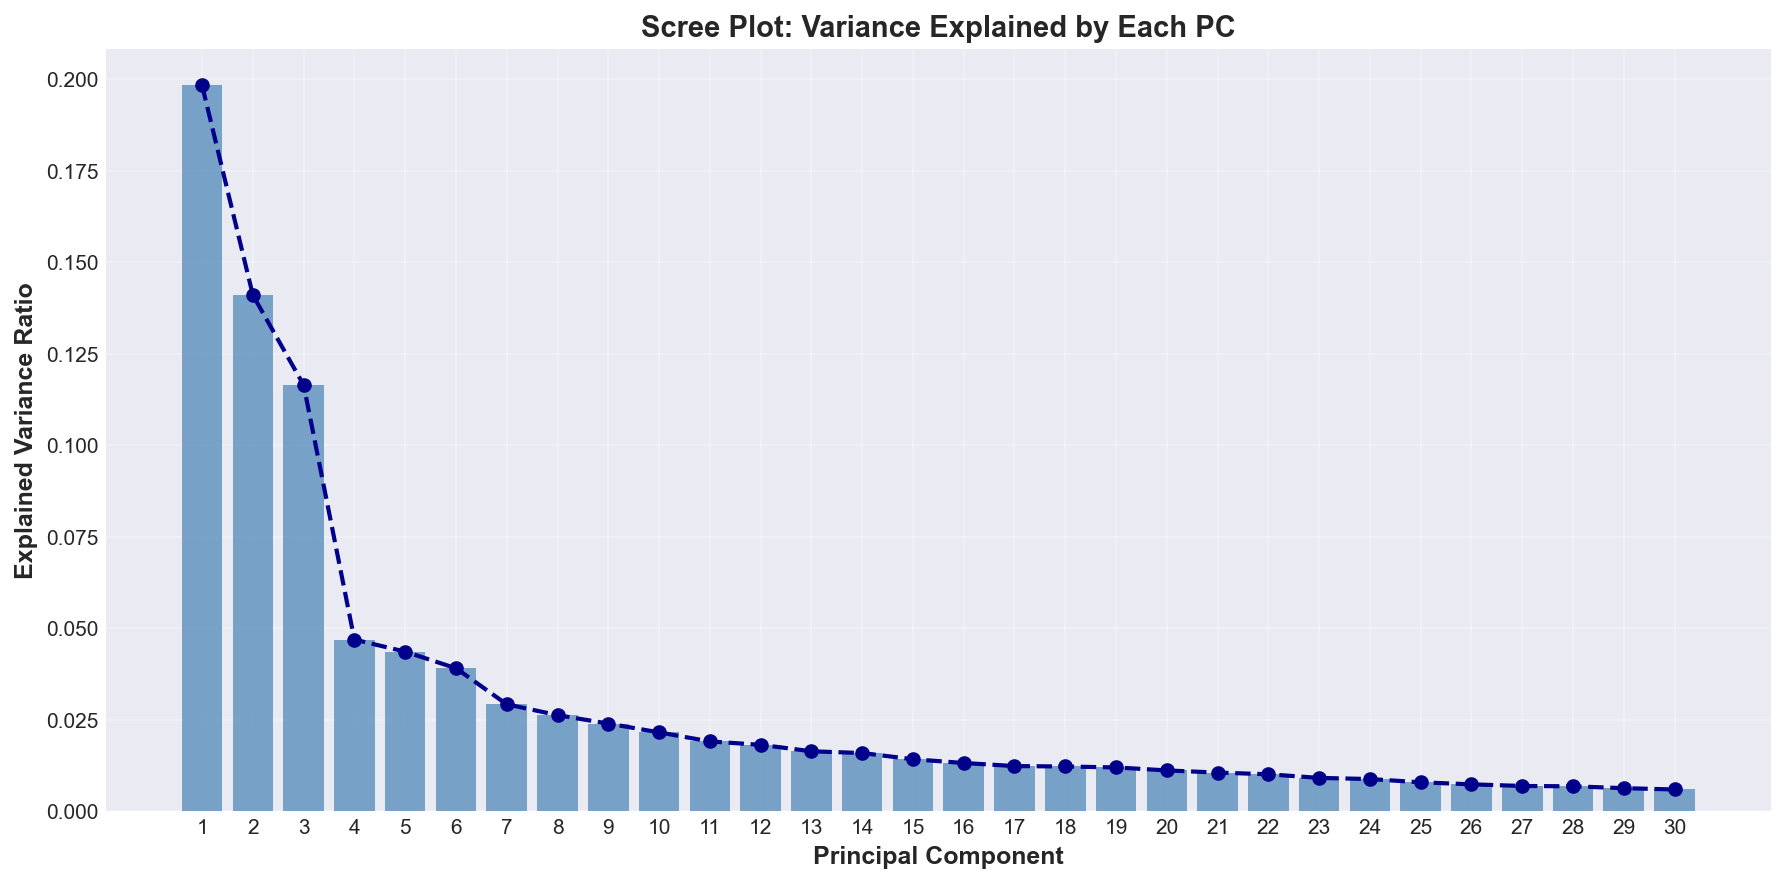 Scree Plot: Variance Explained by Each PC
Explained Variance Ratio
0.200
0.175
0.150
0.125
0.100
0.075
0.050
0.025
0.000
1 2 3 4 5 6 7 8 9 10 11 12 13 14 15 16 17 18 19 20 21 22 23 24 25 26 27 28 29 30
Principal Component